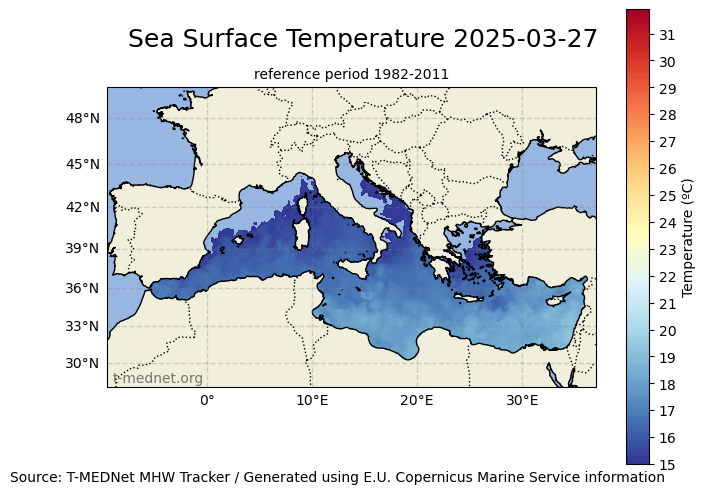 Sea Surface Temperature 2025-03-27
reference period 1982-2011
48°N
45°N
42°N
39°N
36°N
33°N
30°N
0°
10°E
20°E
30°E
t-mednet.org
31
30
29
28
27
26
25
24
23
22
21
20
19
18
17
16
15
Temperature (ºC)
Source: T-MEDNet MHW Tracker / Generated using E.U. Copernicus Marine Service information